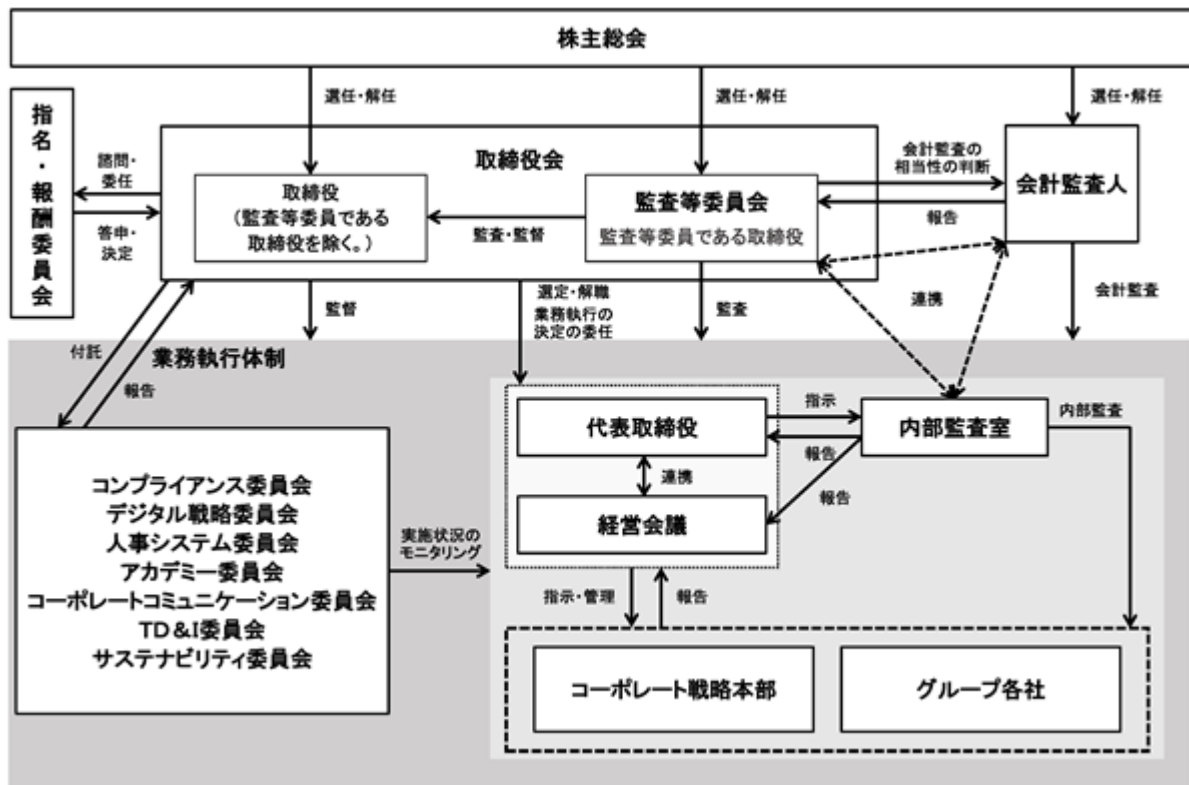 株主総会
選任・解任
選任・解任
選任・解任
指名・報酬委員会
諮問・
委任
答申・
決定
取締役会
取締役
(監査等委員である
取締役を除く。)
監査・監督
監査等委員会
監査等委員である取締役
会計監査の
相当性の判断
報告
会計監査人
付託
報告
監督
選定・解職
業務執行の
決定の委任
監査
連携
会計監査
業務執行体制
コンプライアンス委員会
デジタル戦略委員会
人事システム委員会
アカデミー委員会
コーポレートコミュニケーション委員会
TD&I委員会
サステナビリティ委員会
実施状況の
モニタリング
代表取締役
連携
経営会議
指示
報告
報告
内部監査室
内部監査
指示・管理
報告
コーポレート戦略本部
グループ各社